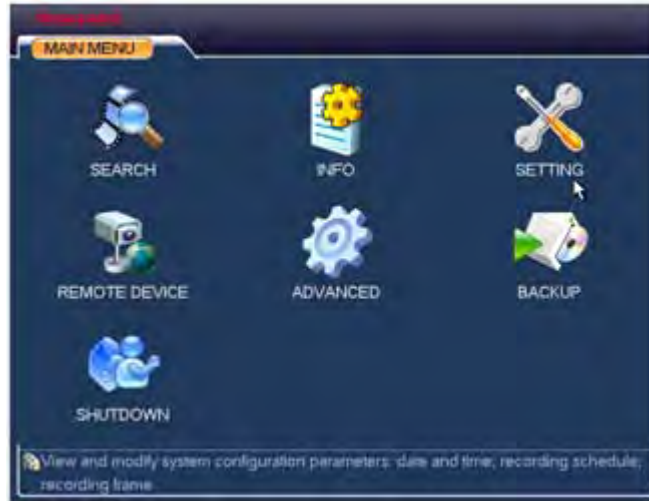 MAIN MENU
SEARCH
INFO
SETTING
REMOTE DEVICE
ADVANCED
BACKUP
SHUTDOWN
View and modify system configuration parameters: date and time; recording schedule;
recording frame